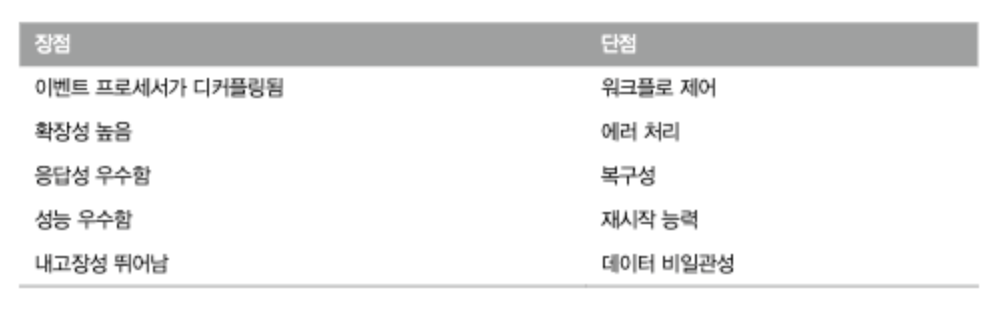 장점 단점
이벤트 프로세서가 디커플링됨 워크플로 제어
확장성 높음 에러 처리
응답성 우수함 복구성
성능 우수함 재시작 능력
내고장성 뛰어남 데이터 비일관성